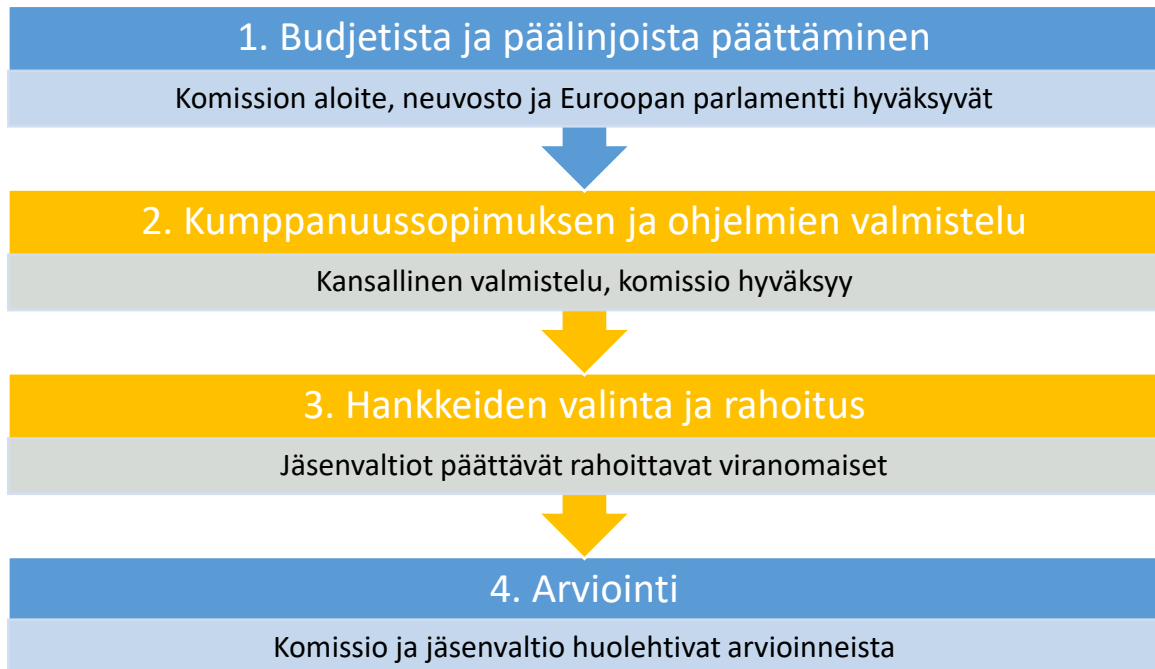 1. Budjetista ja päälinjoista päättäminen
Komission aloite, neuvosto ja Euroopan parlamentti hyväksyvät
2. Kumppanuussopimuksen ja ohjelmien valmistelu
Kansallinen valmistelu, komissio hyväksyy
3. Hankkeiden valinta ja rahoitus
Jäsenvaltiot päättävät rahoittavat viranomaiset
4. Arviointi
Komissio ja jäsenvaltio huolehtivat arvioinneista